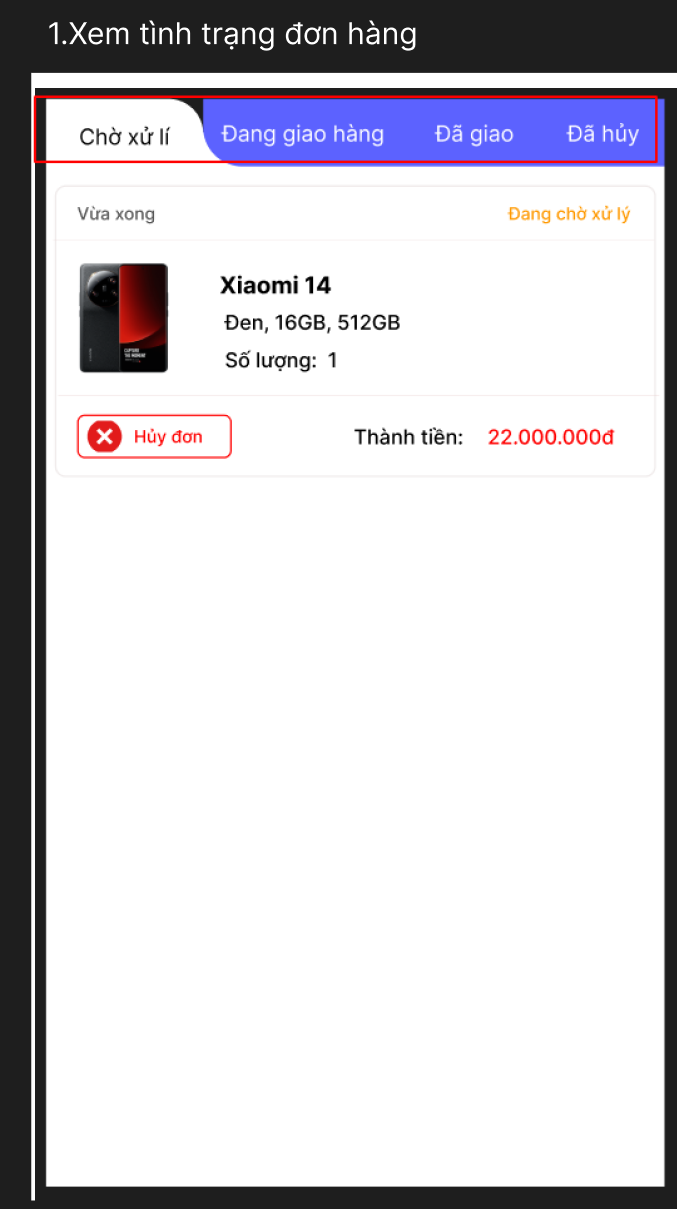 1.Xem tình trạng đơn hàng
Chờ xử lí Đang giao hàng Đã giao Đã hủy
Vừa xong Đang chờ xử lý
Xiaomi 14
Đen, 16GB, 512GB
Số lượng: 1
Hủy đơn Thành tiền: 22.000.000đ